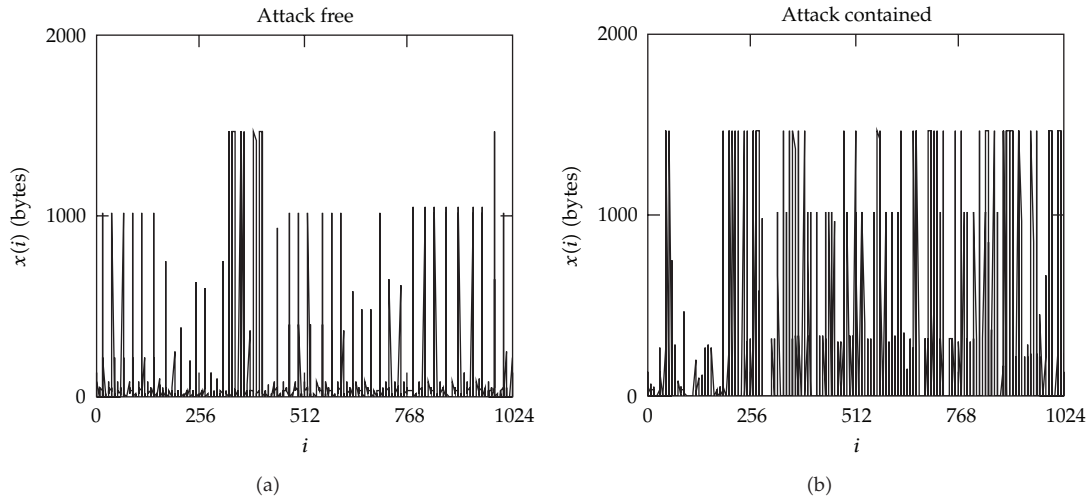 Attack free
2000
1000
0
x(i) (bytes)
0 256 512 768 1024
i
(a)
Attack contained
2000
1000
0
x(i) (bytes)
0 256 512 768 1024
i
(b)